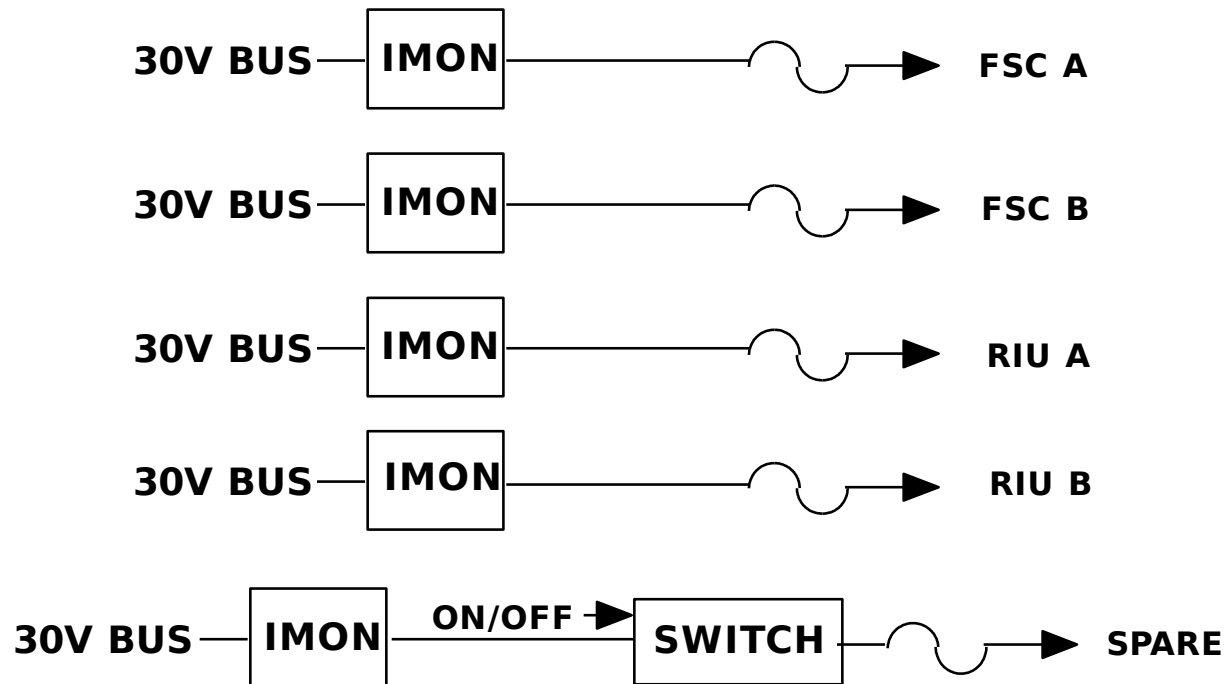 30V BUS IMON FSC A
30V BUS IMON FSC B
30V BUS IMON RIU A
30V BUS IMON RIU B
30V BUS IMON ON/OFF SWITCH SPARE